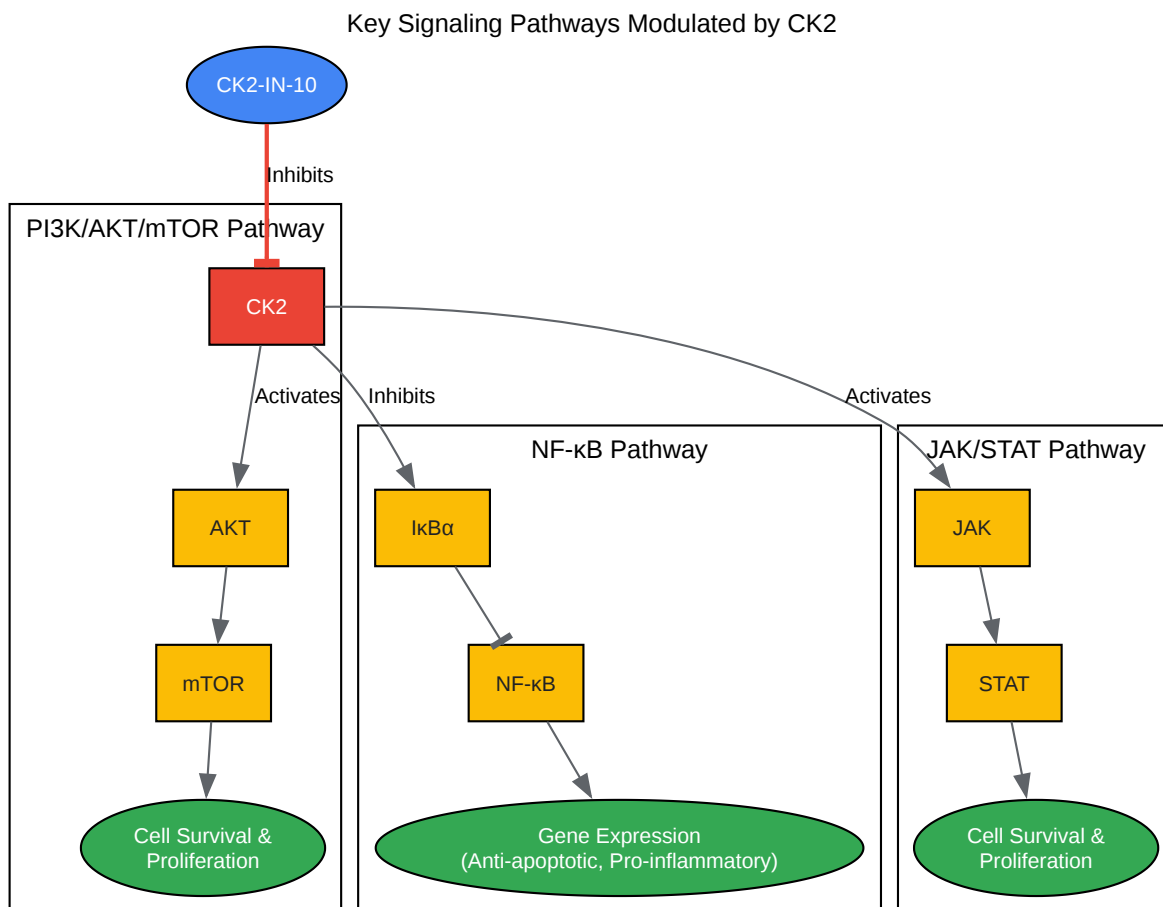 Key Signaling Pathways Modulated by CK2
CK2-IN-10
Inhibits
PI3K/AKT/mTOR Pathway
CK2
Activates
Inhibits
Activates
NF-κB Pathway
JAK/STAT Pathway
AKT
IκBα
JAK
mTOR
NF-κB
STAT
Cell Survival &
Proliferation
Gene Expression
(Anti-apoptotic, Pro-inflammatory)
Cell Survival &
Proliferation